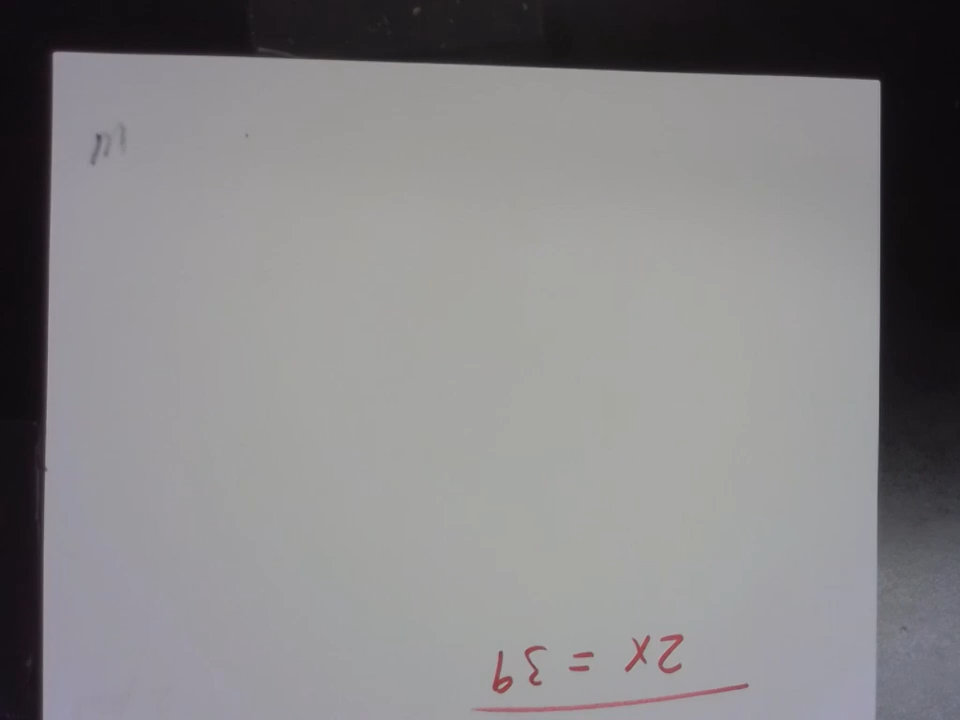 2x = 39